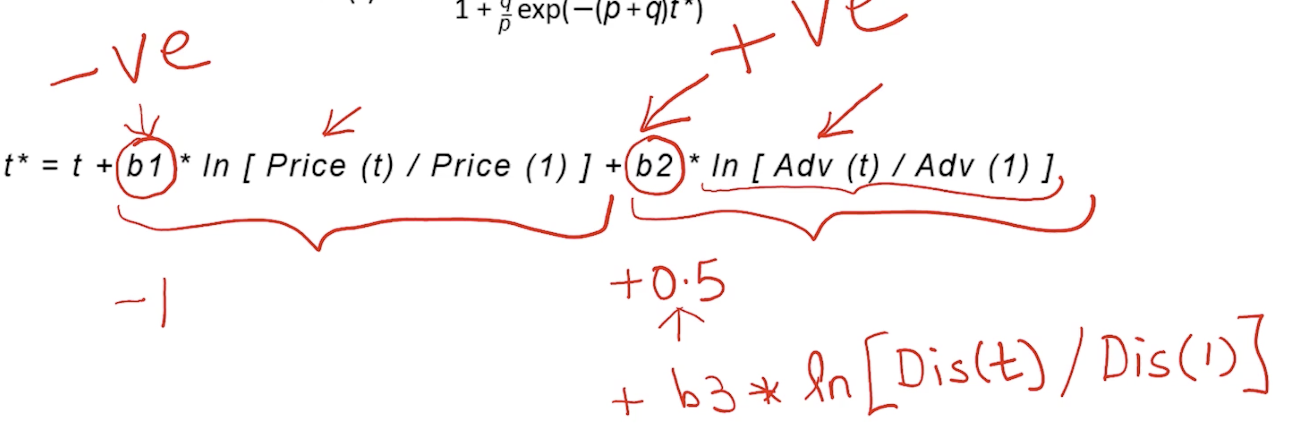 1 + q/p exp(−(p + q)t*)
−ve
+ ve
t* = t + b1 * ln [ Price (t) / Price (1) ] + b2 * ln [ Adv (t) / Adv (1) ],
−1
+0.5
+ b3 * ln[Dis(t) / Dis(1)]